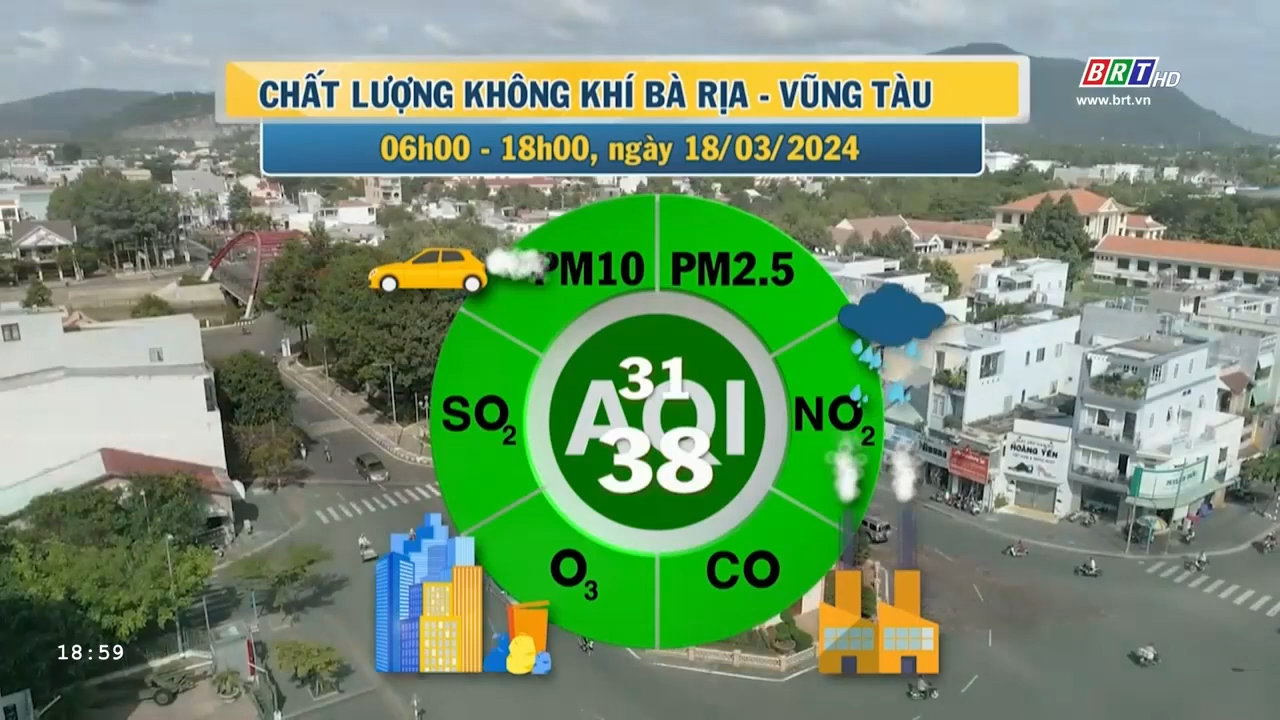 CHẤT LƯỢNG KHÔNG KHÍ BÀ RỊA - VŨNG TÀU
06h00 - 18h00, ngày 18/03/2024
BRT HD
www.brt.vn
PM10
PM2.5
SO2
31
AQI
38
NO2
O3
CO
HOÀNG YẾN
18:59